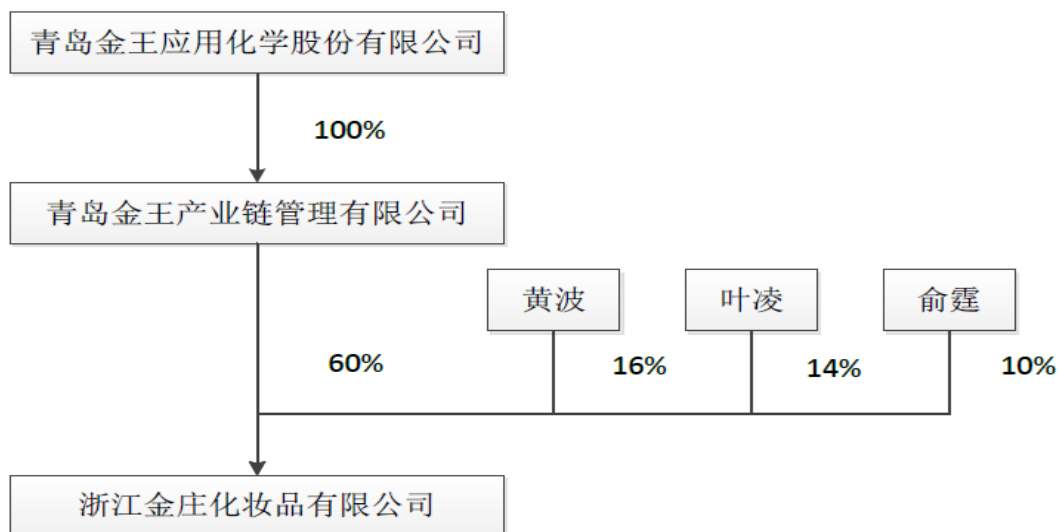 青岛金王应用化学股份有限公司
100%
青岛金王产业链管理有限公司
黄波
叶凌
俞霆
60%
16%
14%
10%
浙江金庄化妆品有限公司